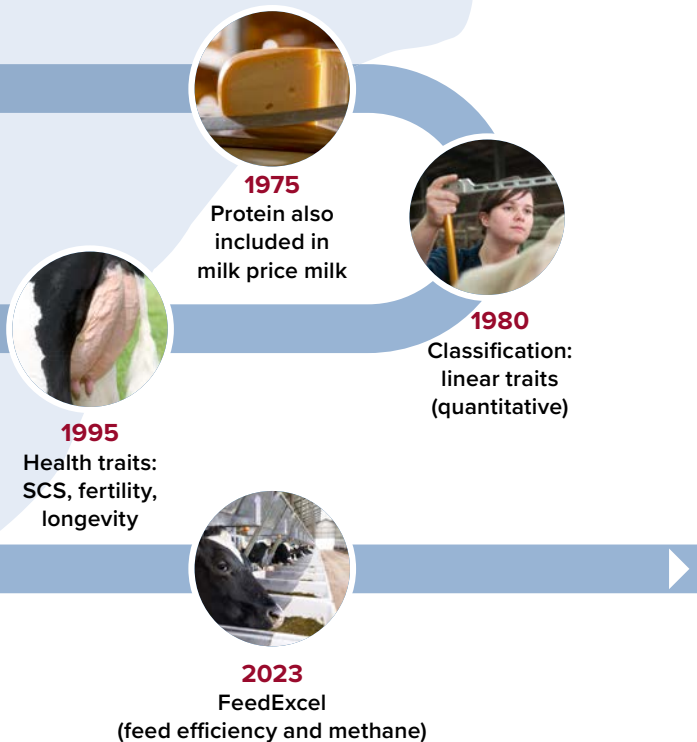 1975
Protein also
included in
milk price milk
1980
Classification:
linear traits
(quantitative)
1995
Health traits:
SCS, fertility,
longevity
2023
FeedExcel
(feed efficiency and methane)